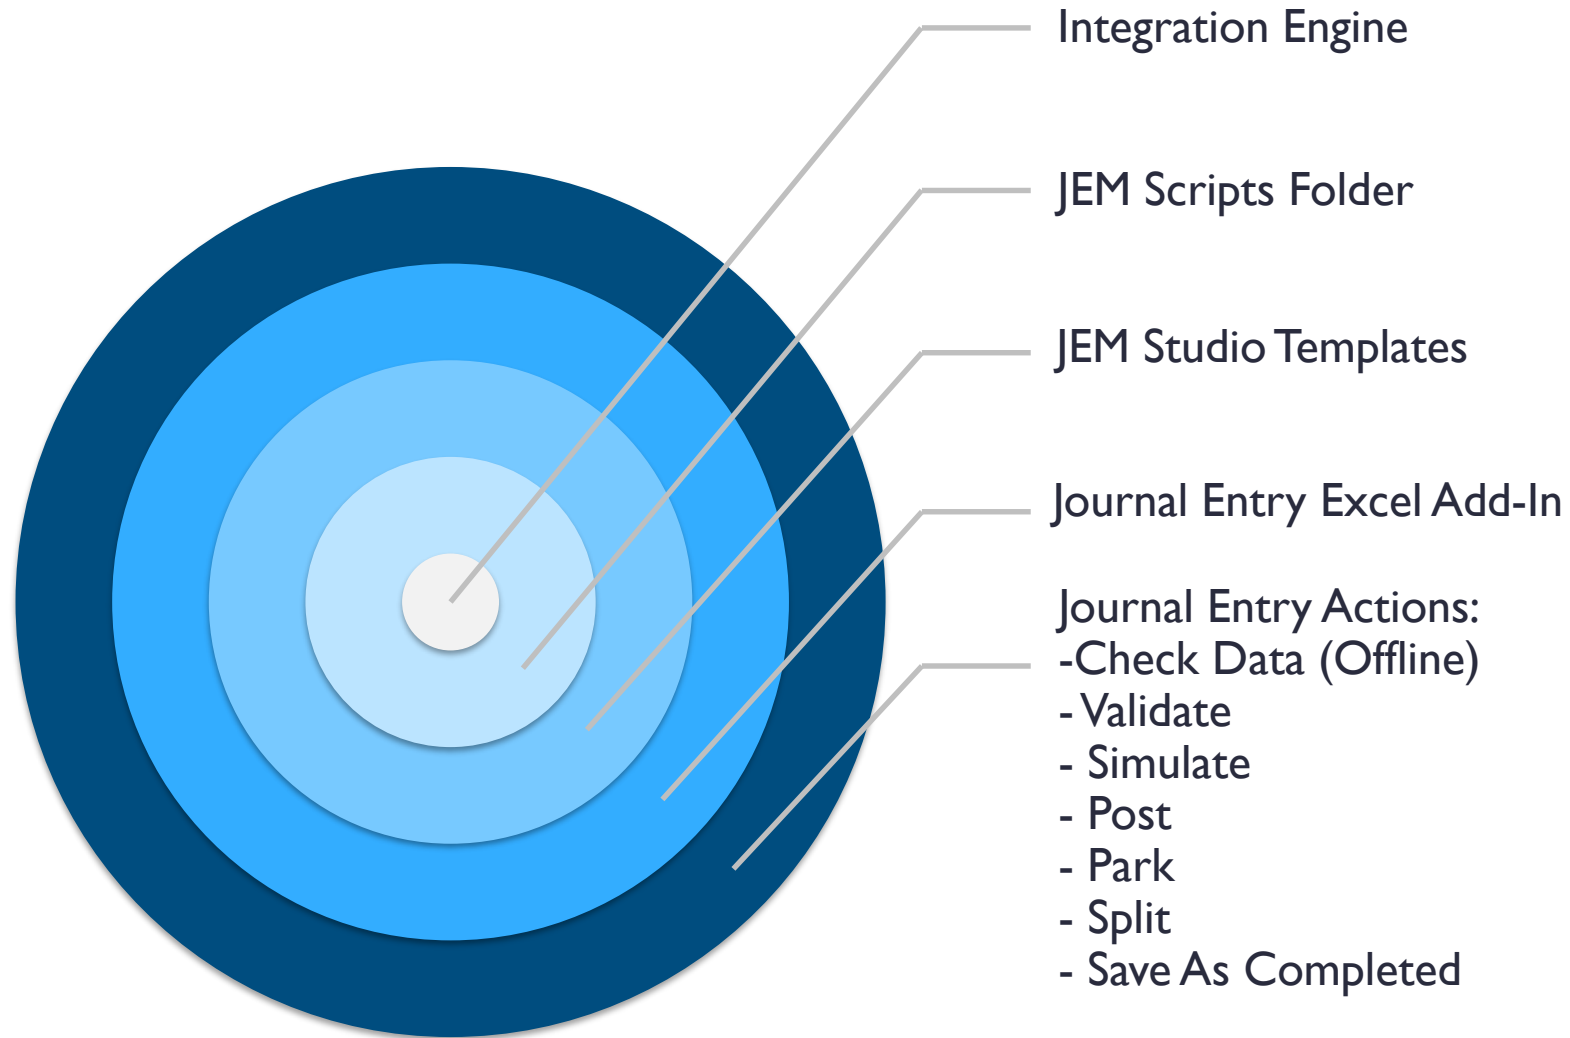 Integration Engine
JEM Scripts Folder
JEM Studio Templates
Journal Entry Excel Add-In
Journal Entry Actions:
-Check Data (Offline)
- Validate
- Simulate
- Post
- Park
- Split
- Save As Completed